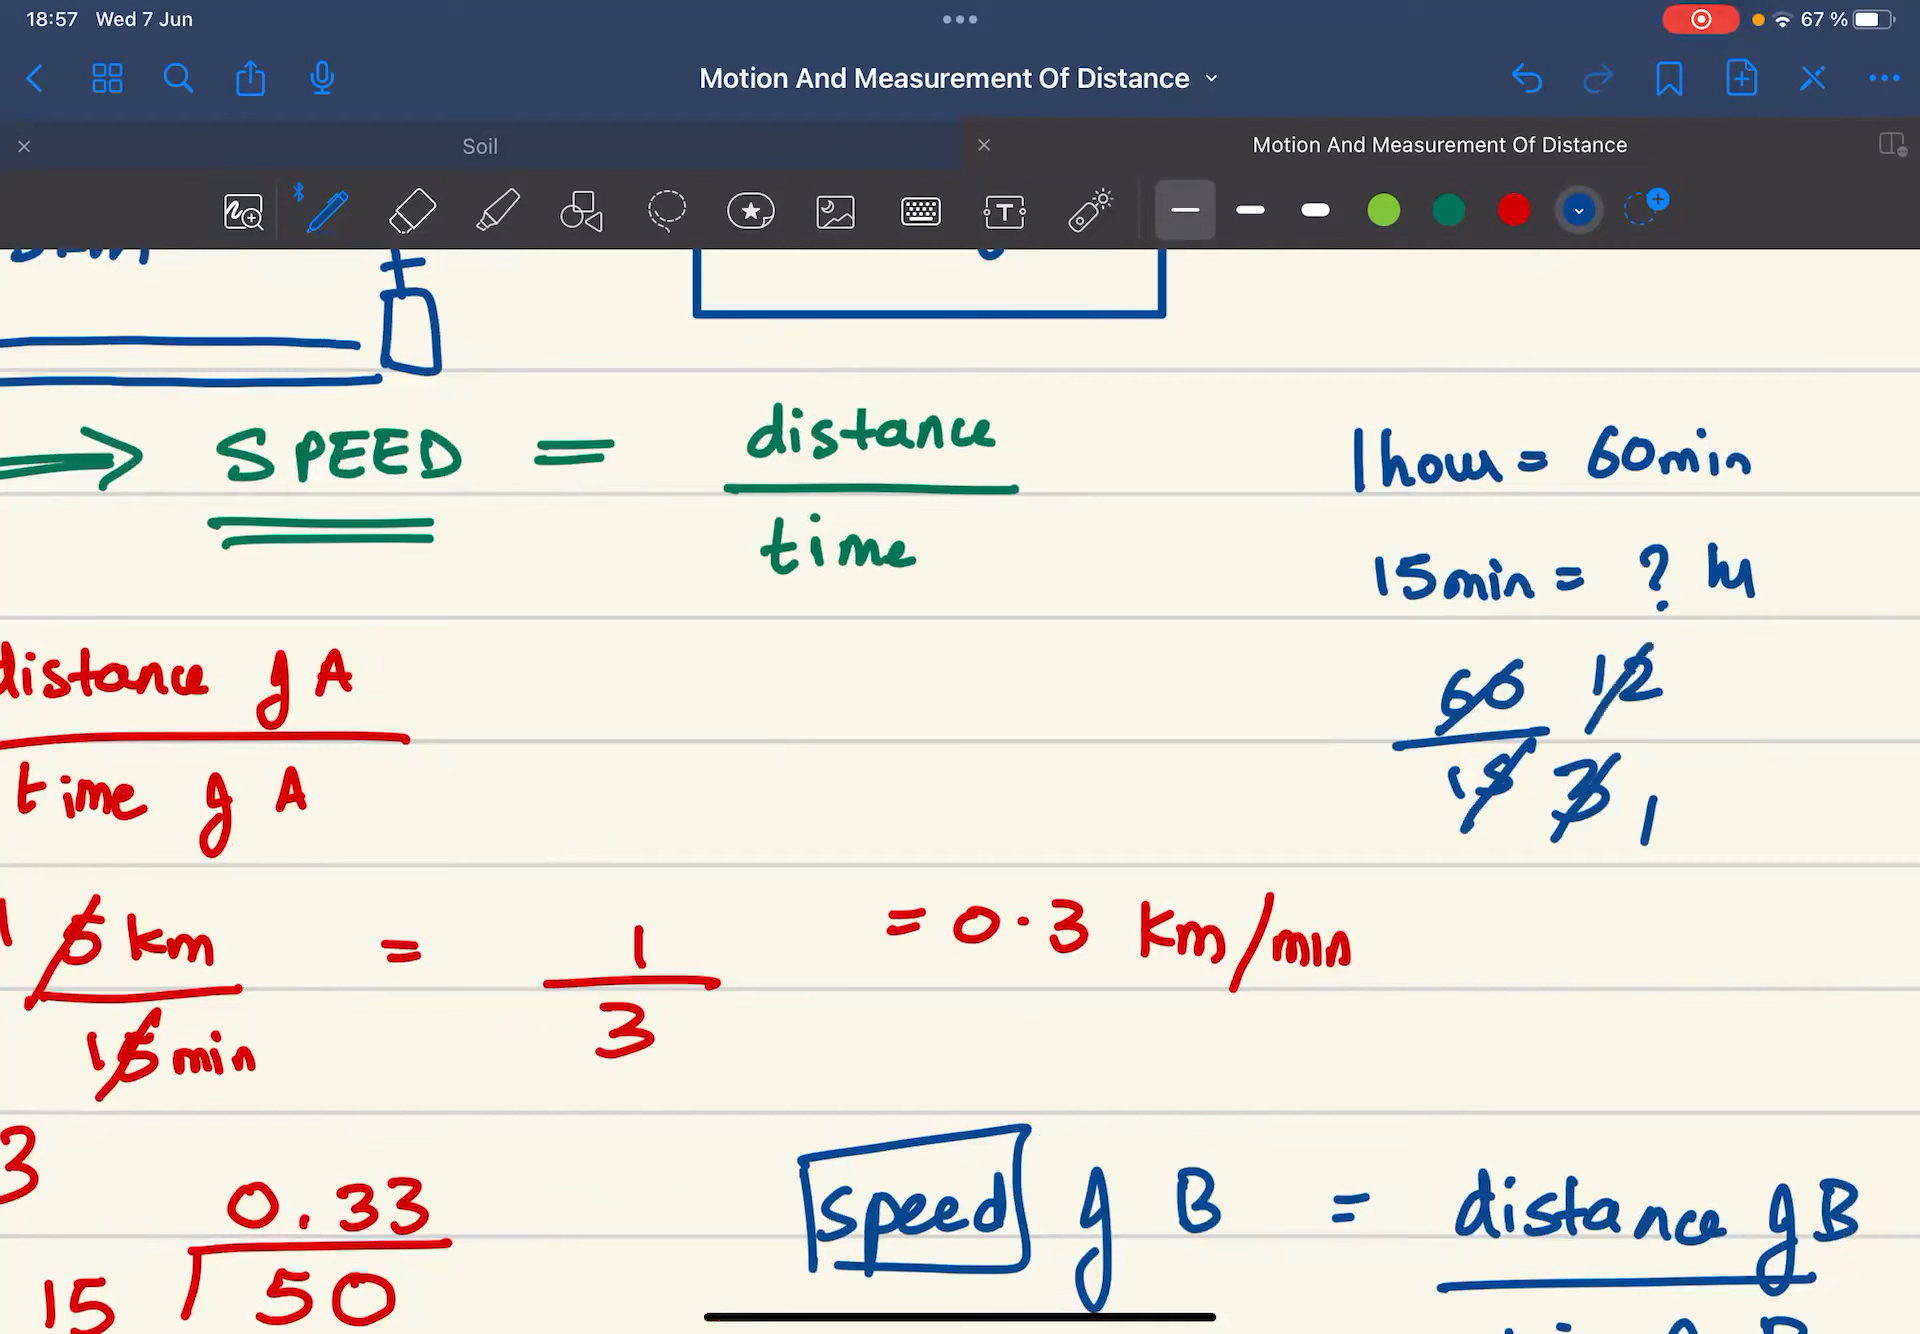 18:57 Wed 7 Jun
67 %
Motion And Measurement Of Distance
Soil
Motion And Measurement Of Distance
T
SPEED = distance
time
1 hour = 60min
15min = ? hr
60 12
15 3 1
distance of A
time of A
1 5 km = 1 = 0.3 Km/min
15 min 3
3
0.33
15 50
speed of B = distance of B